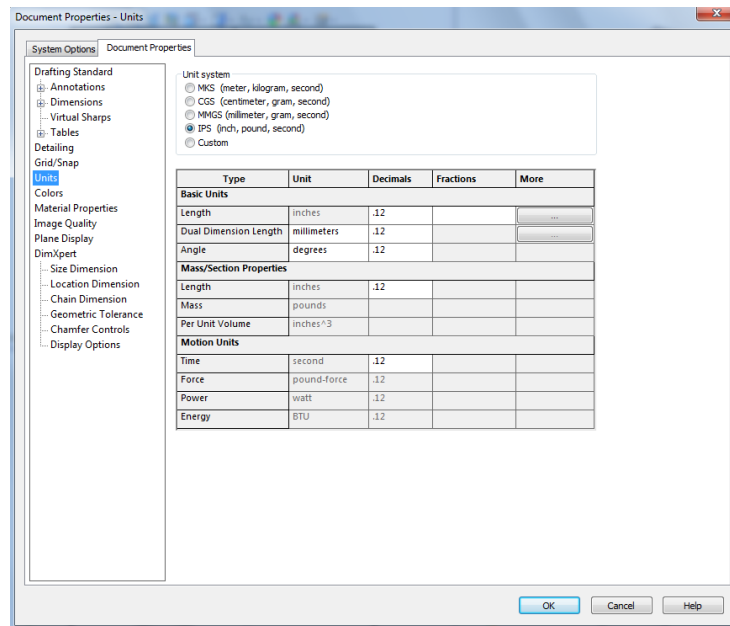 Document Properties - Units
System Options
Document Properties
Drafting Standard
Annotations
Dimensions
Virtual Sharps
Tables
Detailing
Grid/Snap
Units
Colors
Material Properties
Image Quality
Plane Display
DimXpert
Size Dimension
Location Dimension
Chain Dimension
Geometric Tolerance
Chamfer Controls
Display Options
Unit system
MKS (meter, kilogram, second)
CGS (centimeter, gram, second)
MMGS (millimeter, gram, second)
IPS (inch, pound, second)
Custom
Type Unit Decimals Fractions More
Basic Units
Length inches .12 ...
Dual Dimension Length millimeters .12 ...
Angle degrees .12
Mass/Section Properties
Length inches .12
Mass pounds
Per Unit Volume inches^3
Motion Units
Time second .12
Force pound-force .12
Power watt .12
Energy BTU .12
OK Cancel Help